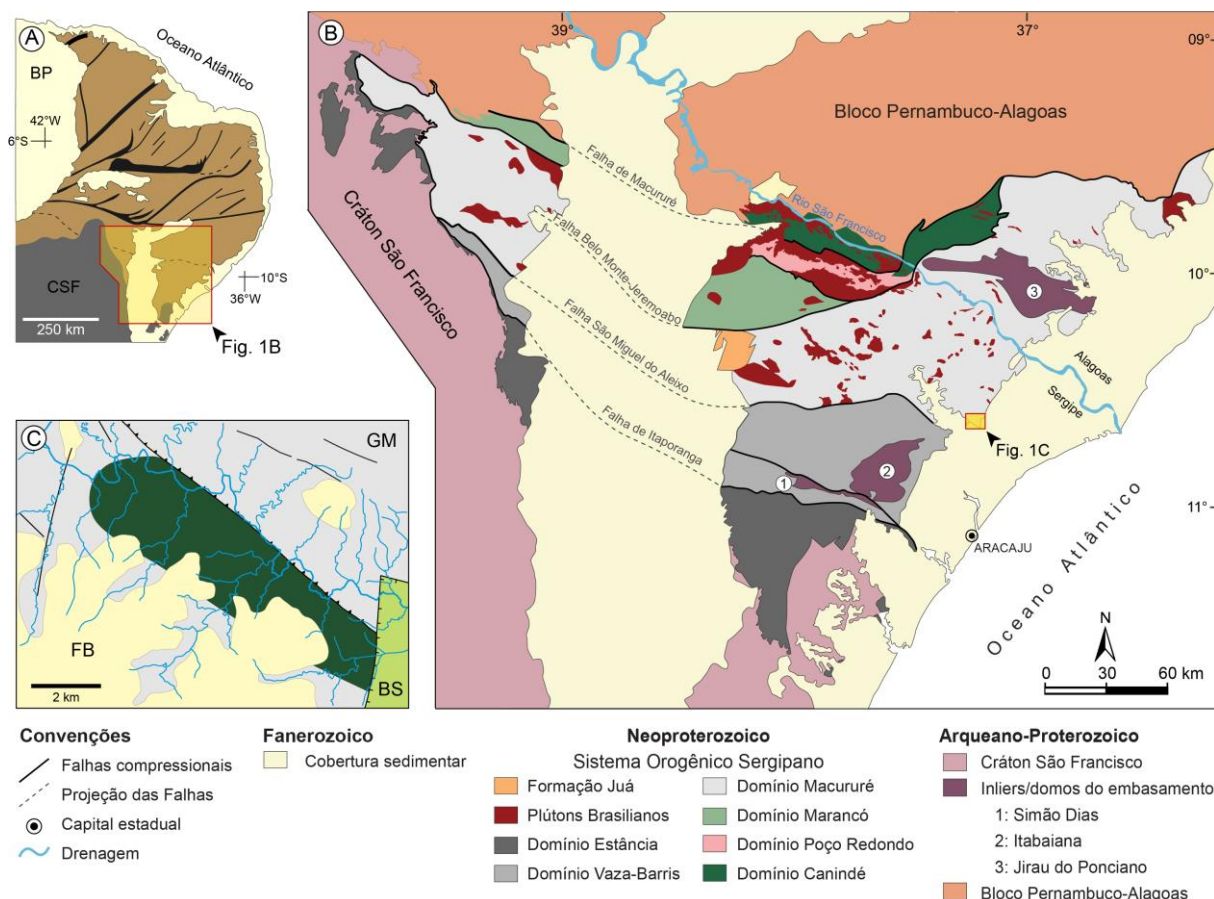 A
Oceano Atlântico
BP
42°W
6°S
CSF
10°S
36°W
250 km
Fig. 1B
B
39°
37°
09°
Bloco Pernambuco-Alagoas
Falha de Macururé
Rio São Francisco
Cráton São Francisco
Falha Belo Monte-Jeremoabo
10°
3
Falha São Miguel do Aleixo
Alagoas
Sergipe
Falha de Itaporanga
Fig. 1C
2
1
11°
ARACAJU
Oceano Atlântico
N
0 30 60 km
C
GM
FB
BS
2 km
Convenções
Falhas compressionais
Projeção das Falhas
Capital estadual
Drenagem
Fanerozoico
Cobertura sedimentar
Neoproterozoico
Sistema Orogênico Sergipano
Formação Juá
Plútons Brasilianos
Domínio Estância
Domínio Vaza-Barris
Domínio Macururé
Domínio Marancó
Domínio Poço Redondo
Domínio Canindé
Arqueano-Proterozoico
Cráton São Francisco
Inliers/domos do embasamento
1: Simão Dias
2: Itabaiana
3: Jirau do Ponciano
Bloco Pernambuco-Alagoas